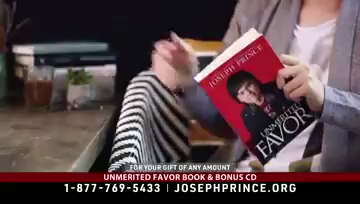 JOSEPH PRINCE
UNMERITED
FAVOR
FOR YOUR GIFT OF ANY AMOUNT
UNMERITED FAVOR BOOK & BONUS CD
1-877-769-5433 | JOSEPHPRINCE.ORG